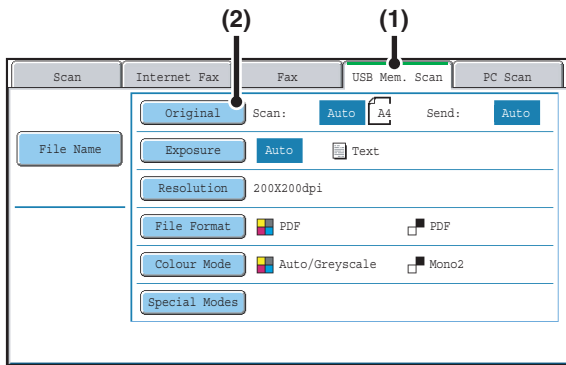 (2) (1)
Scan Internet Fax Fax USB Mem. Scan PC Scan
Original Scan: Auto A4 Send: Auto
File Name
Exposure Auto Text
Resolution 200X200dpi
File Format PDF PDF
Colour Mode Auto/Greyscale Mono2
Special Modes